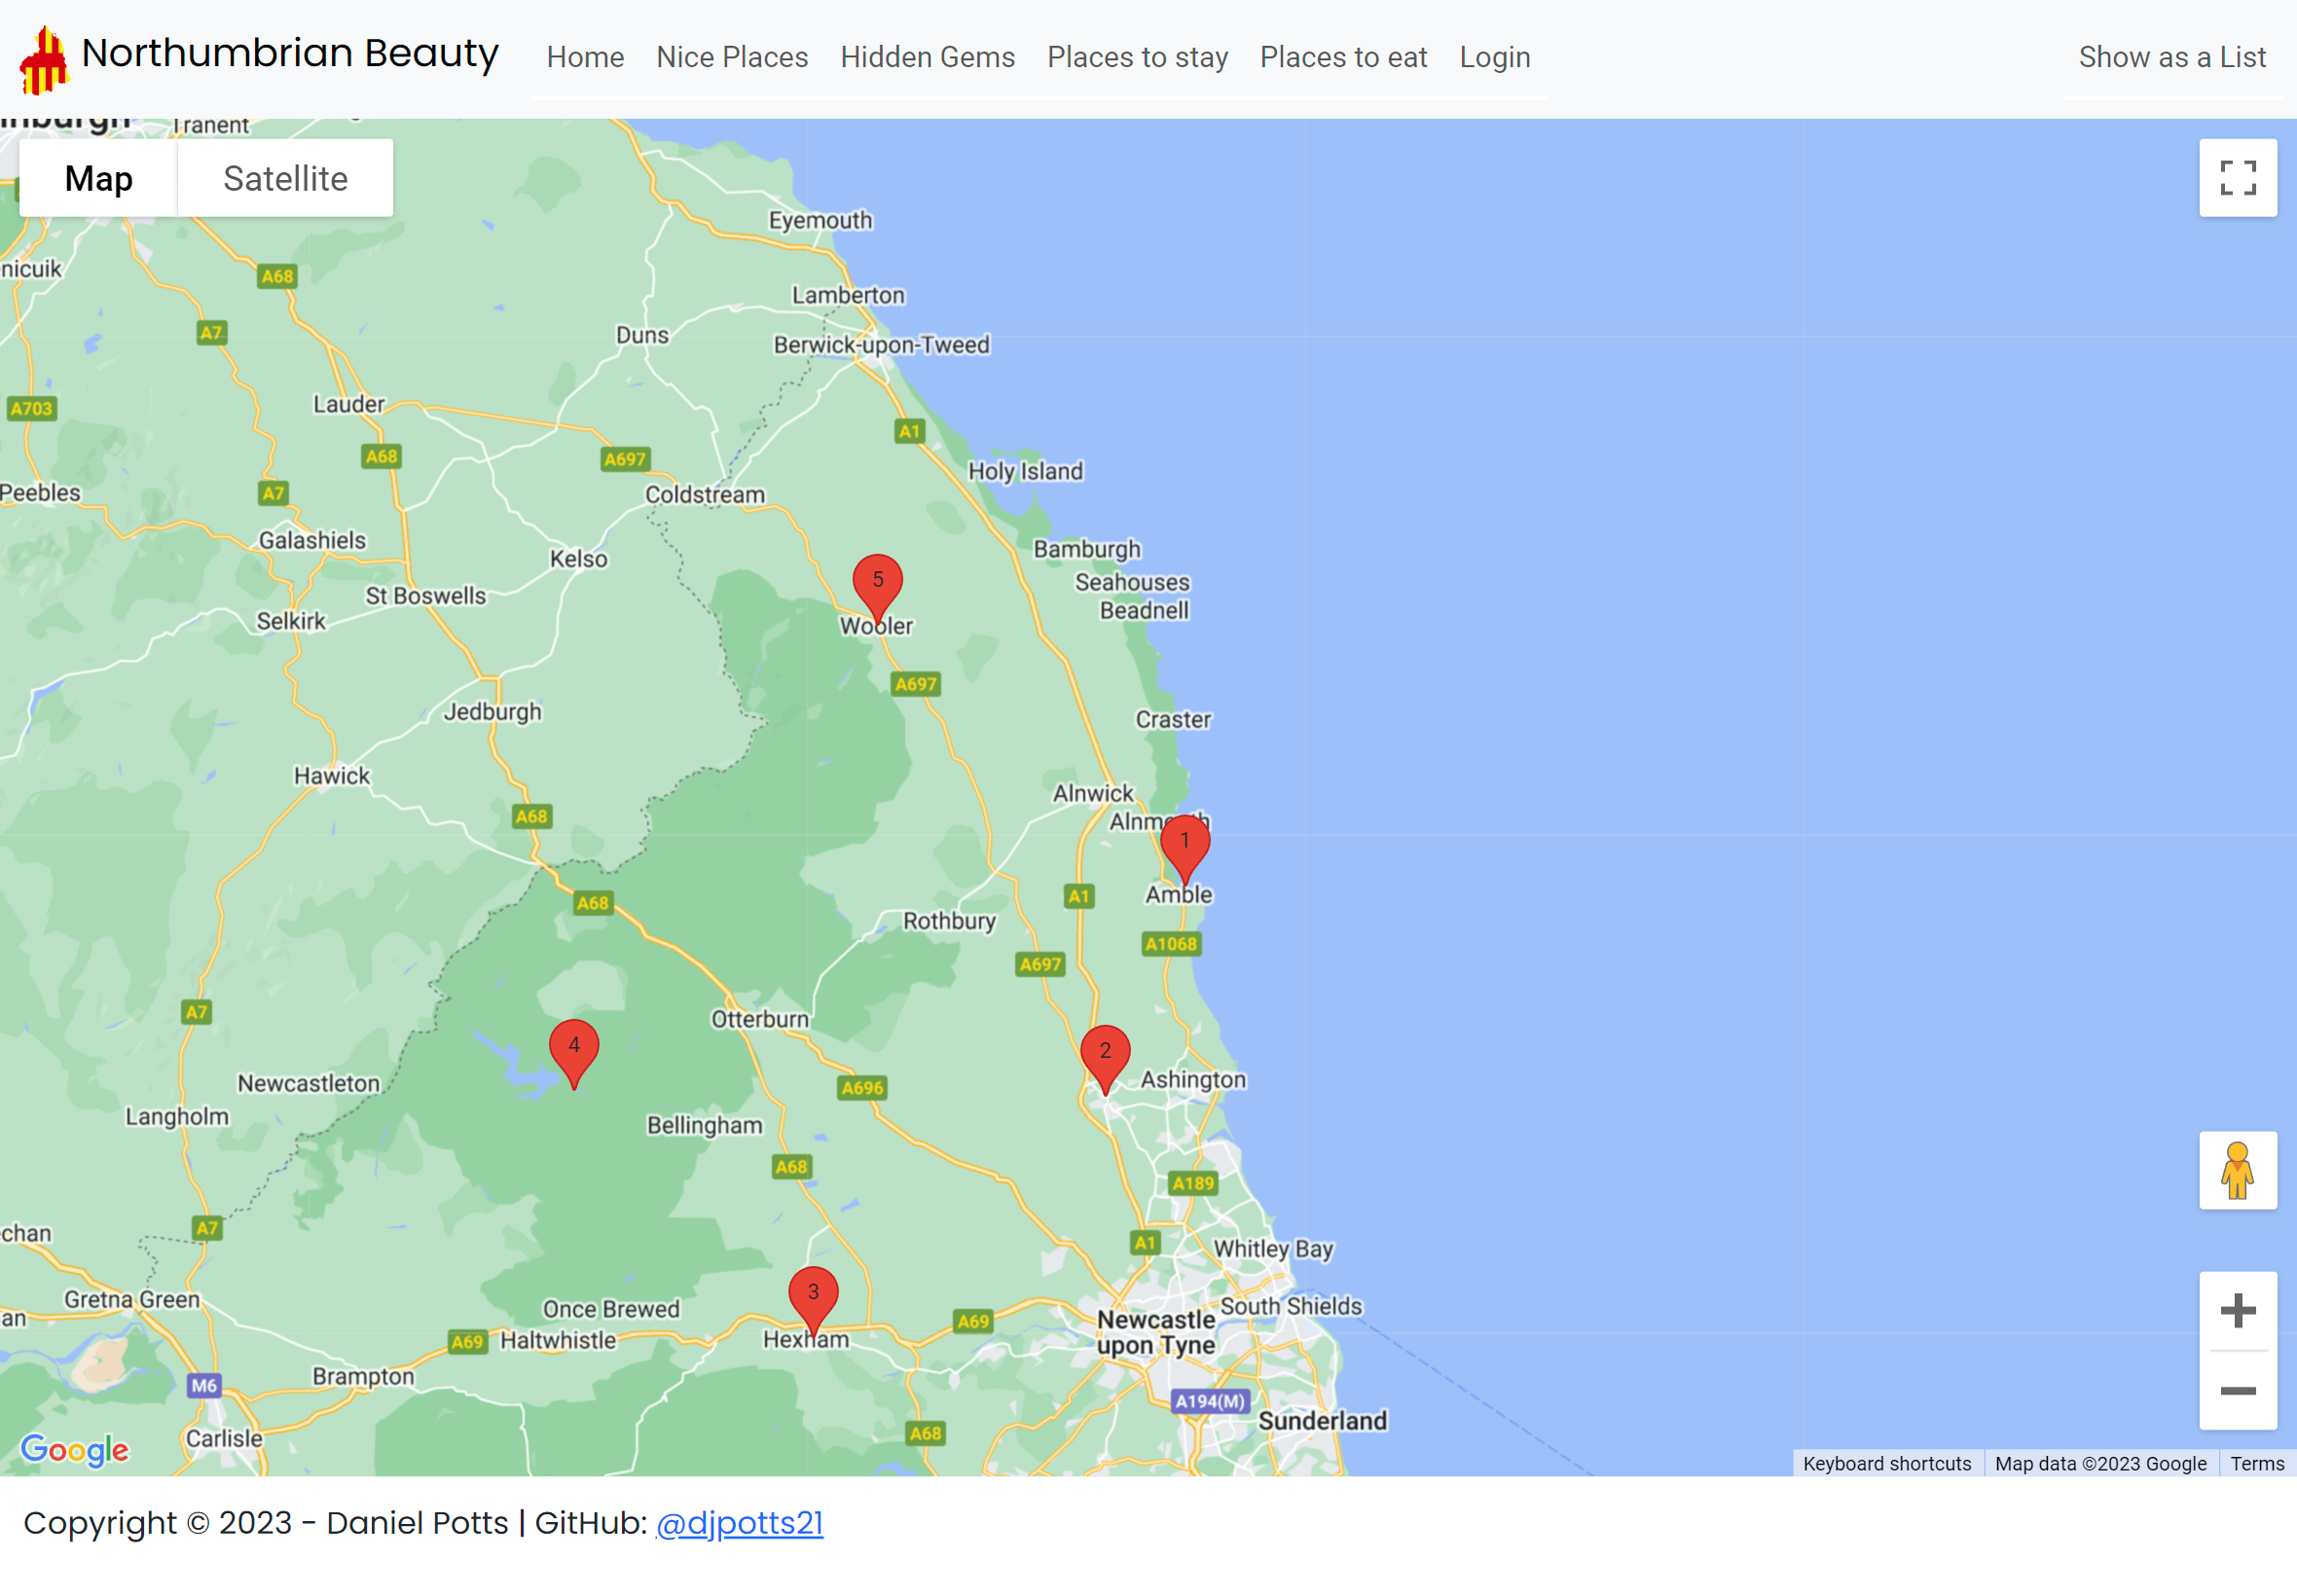 Northumbrian Beauty
Home Nice Places Hidden Gems Places to stay Places to eat Login
Show as a List
Tranent
Map Satellite
Eyemouth
nicuik
A68
Lamberton
A7
Duns
Berwick-upon-Tweed
A703
Lauder
A1
A68
A697
Holy Island
Peebles
A7
Coldstream
Galashiels
Bamburgh
Kelso
5
Seahouses
St Boswells
Beadnell
Selkirk
Wooler
A697
Jedburgh
Craster
Hawick
Alnwick
A68
1
A68
A1
Amble
Rothbury
A1068
A697
A7
Otterburn
4
2
Newcastleton
A696
Ashington
Langholm
Bellingham
A68
A189
A7
chan
A1
Whitley Bay
3
Gretna Green
Once Brewed
South Shields
an
A69
Haltwhistle
Hexham
A69
Newcastle
upon Tyne
Brampton
M6
A194(M)
Sunderland
Carlisle
A68
Google
Keyboard shortcuts Map data ©2023 Google Terms
Copyright © 2023 - Daniel Potts | GitHub: @djpotts21